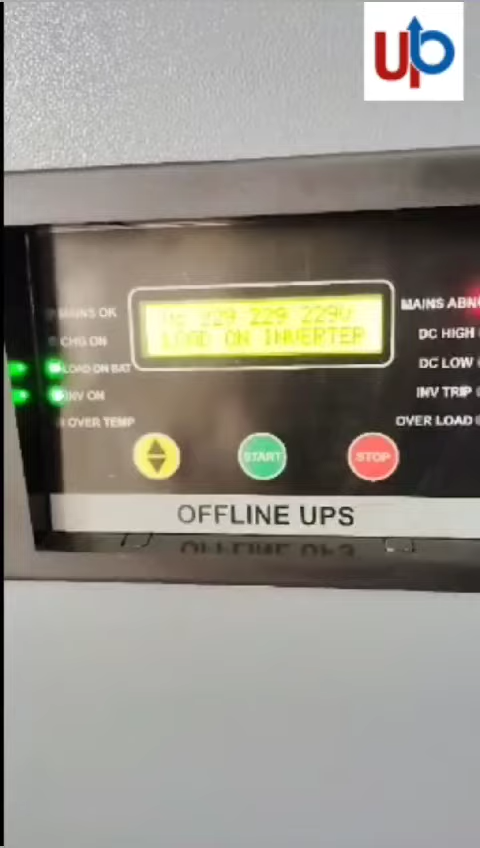 up
MAINS OK
CHG ON
LOAD ON BAT
INV ON
OVER TEMP
229 229 229V
LOAD ON INVERTER
MAINS ABN
DC HIGH
DC LOW
INV TRIP
OVER LOAD
START
STOP
OFFLINE UPS